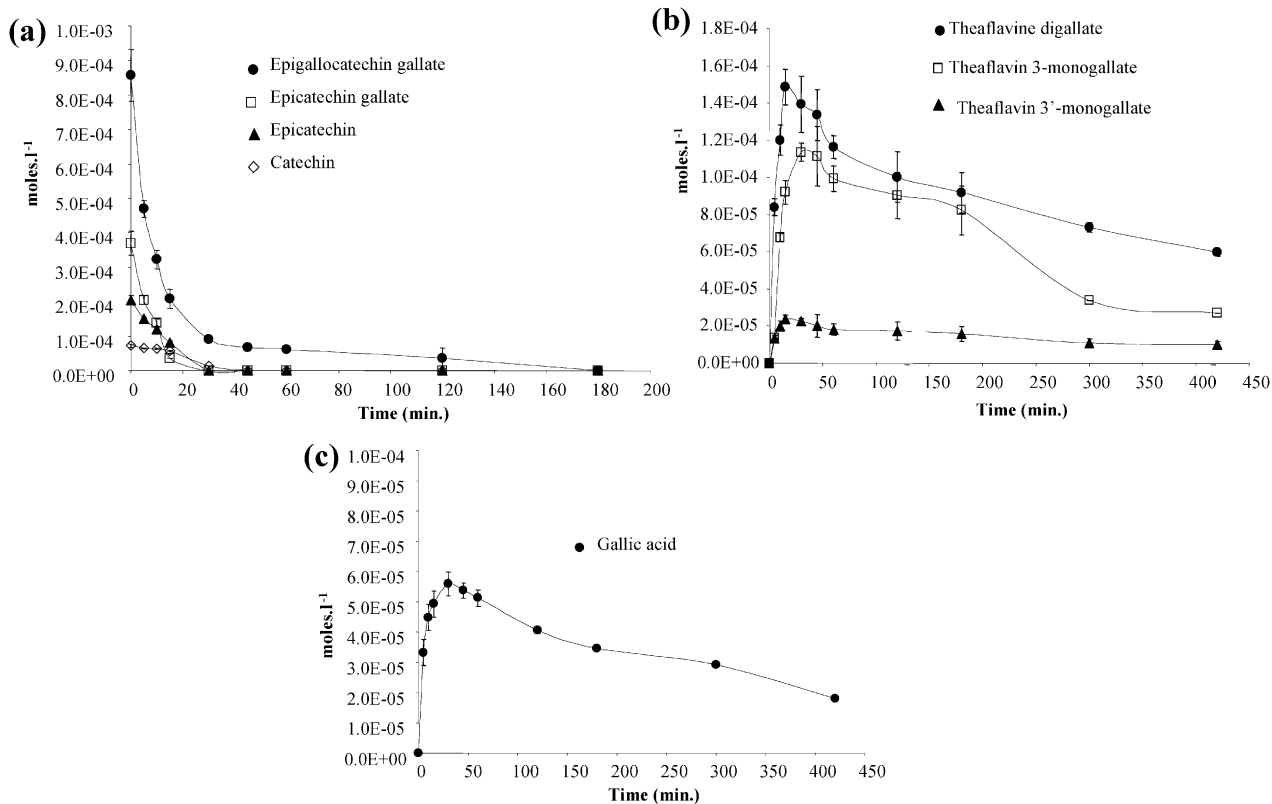 (a)
1.0E-03
9.0E-04
8.0E-04
7.0E-04
6.0E-04
5.0E-04
4.0E-04
3.0E-04
2.0E-04
1.0E-04
0.0E+00
moles.l-1
Epigallocatechin gallate
Epicatechin gallate
Epicatechin
Catechin
0 20 40 60 80 100 120 140 160 180 200
Time (min.)
(b)
1.8E-04
1.6E-04
1.4E-04
1.2E-04
1.0E-04
8.0E-05
6.0E-05
4.0E-05
2.0E-05
0.0E+00
moles.l-1
Theaflavine digallate
Theaflavin 3-monogallate
Theaflavin 3’-monogallate
0 50 100 150 200 250 300 350 400 450
Time (min.)
(c)
1.0E-04
9.0E-05
8.0E-05
7.0E-05
6.0E-05
5.0E-05
4.0E-05
3.0E-05
2.0E-05
1.0E-05
0.0E+00
moles.l-1
Gallic acid
0 50 100 150 200 250 300 350 400 450
Time (min.)